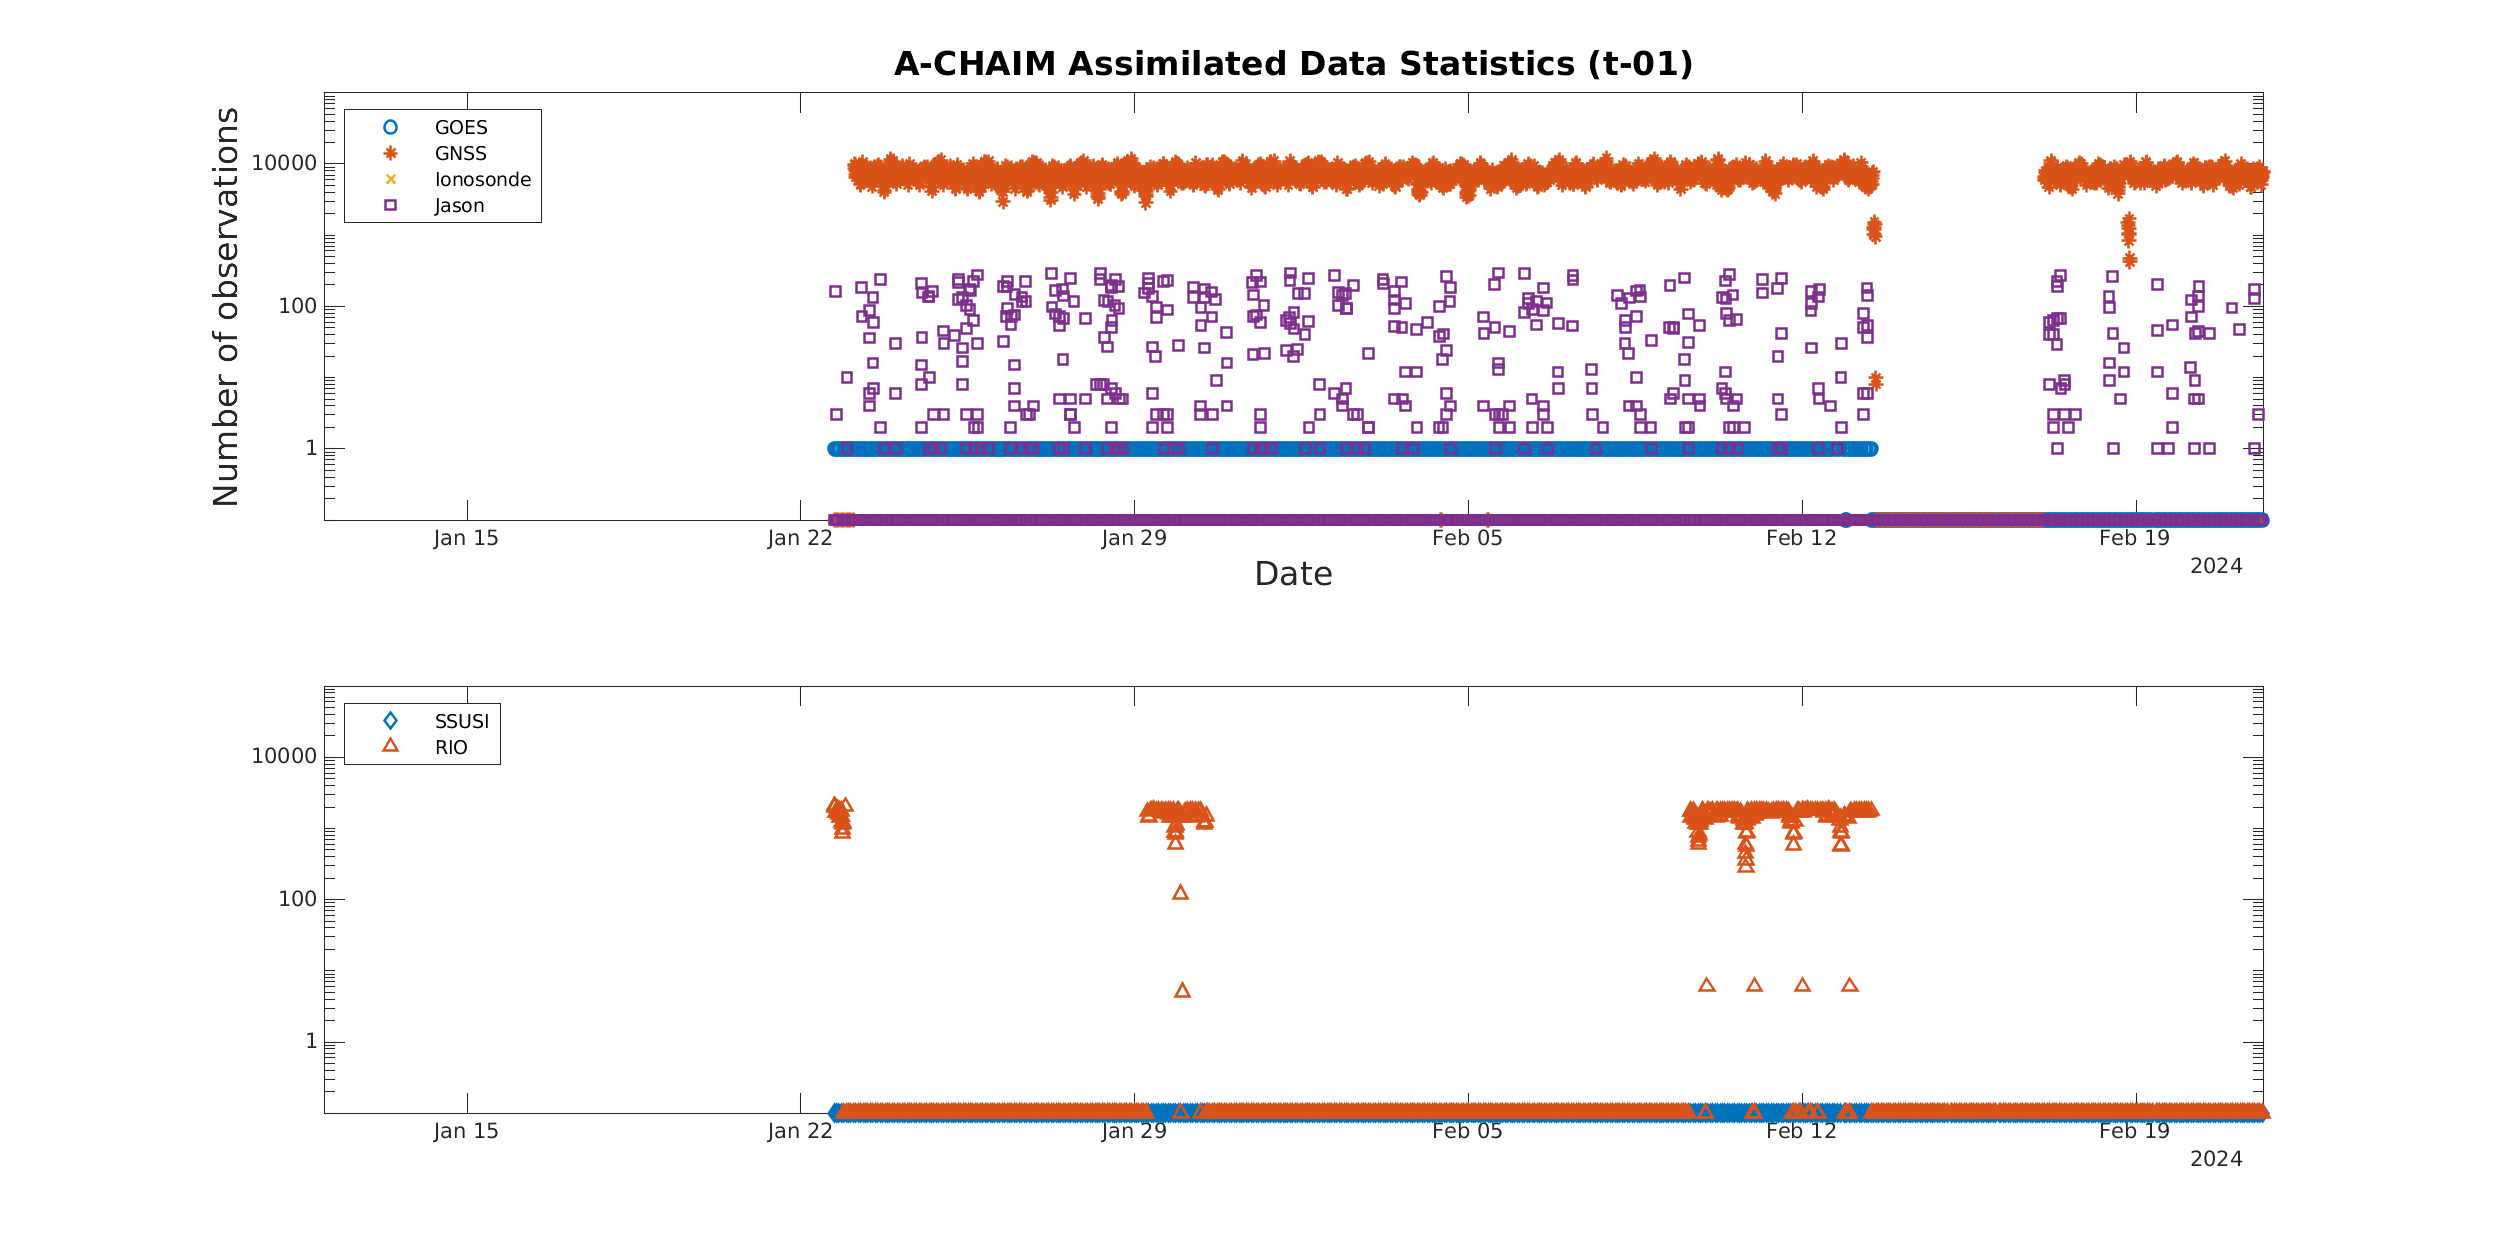 A-CHAIM Assimilated Data Statistics (t-01)
Number of observations
GOES
GNSS
Ionosonde
Jason
10000
100
1
Jan 15
Jan 22
Jan 29
Feb 05
Feb 12
Feb 19
2024
Date
SSUSI
RIO
10000
100
1
Jan 15
Jan 22
Jan 29
Feb 05
Feb 12
Feb 19
2024